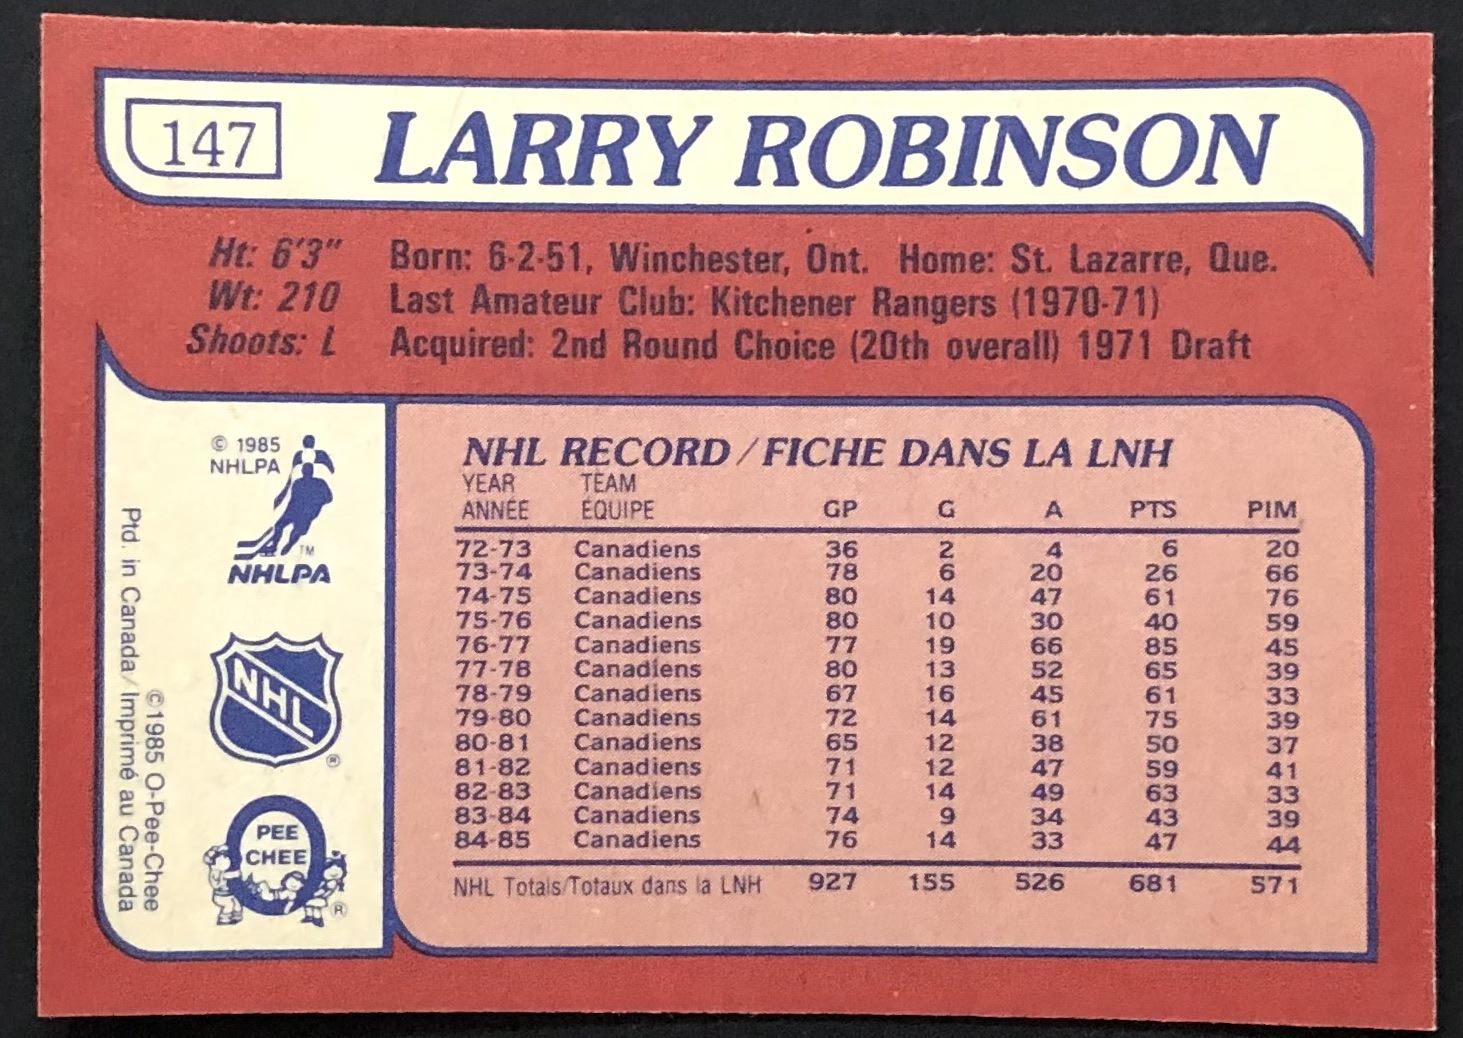 147 LARRY ROBINSON
Ht: 6'3" Born: 6-2-51, Winchester, Ont. Home: St. Lazarre, Que.
Wt: 210 Last Amateur Club: Kitchener Rangers (1970-71)
Shoots: L Acquired: 2nd Round Choice (20th overall) 1971 Draft
© 1985
NHLPA
TM
NHLPA
NHL
®
PEE
CHEE
®
©1985 O-Pee-Chee
Ptd. in Canada/Imprimé au Canada
NHL RECORD/FICHE DANS LA LNH
YEAR TEAM
ANNÉE ÉQUIPE GP G A PTS PIM
72-73 Canadiens 36 2 4 6 20
73-74 Canadiens 78 6 20 26 66
74-75 Canadiens 80 14 47 61 76
75-76 Canadiens 80 10 30 40 59
76-77 Canadiens 77 19 66 85 45
77-78 Canadiens 80 13 52 65 39
78-79 Canadiens 67 16 45 61 33
79-80 Canadiens 72 14 61 75 39
80-81 Canadiens 65 12 38 50 37
81-82 Canadiens 71 12 47 59 41
82-83 Canadiens 71 14 49 63 33
83-84 Canadiens 74 9 34 43 39
84-85 Canadiens 76 14 33 47 44
NHL Totals/Totaux dans la LNH 927 155 526 681 571